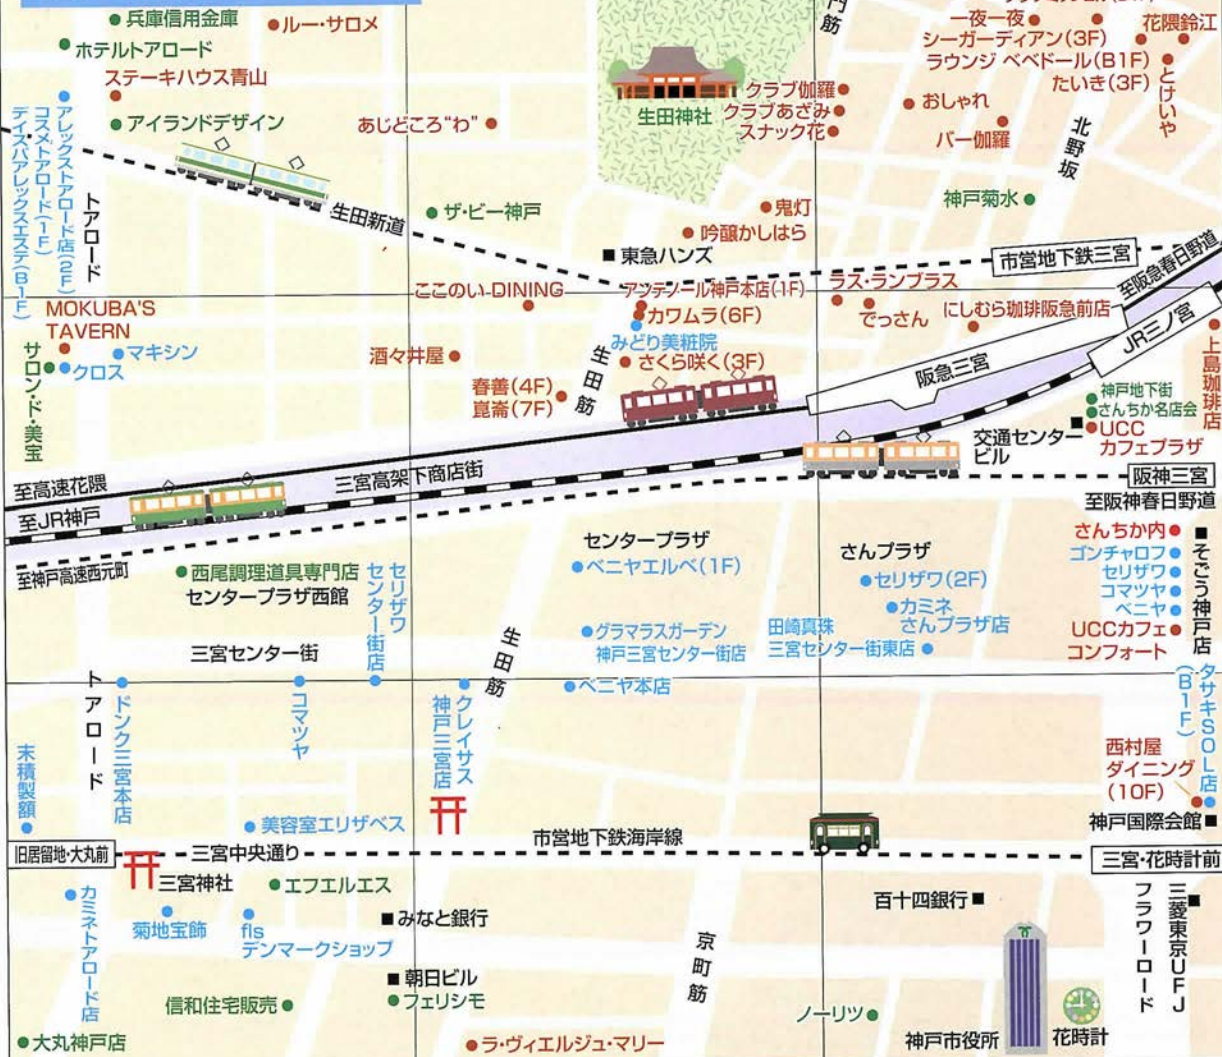 兵庫信用金庫
ルー・サロメ
ホテルトアロード
ステーキハウス青山
アイランドデザイン
あじどころ“わ”
アレックストアロード店(2F)
コスメトアロード(1F)
デイスパアレックスエステ(B1F)
トアロード
生田新道
ザ・ビー神戸
生田神社
門筋
クラブ伽羅
クラブあざみ
スナック花
一夜一夜
シーガーディアン(3F)
ラウンジ ベベドール(B1F)
たいき(3F)
花隈鈴江
とけいや
おしゃれ
バー伽羅
北野坂
神戸菊水
鬼灯
吟醸かしはら
東急ハンズ
市営地下鉄三宮
至阪急春日野道
MOKUBA'S
TAVERN
マキシン
クロス
サロン・ド・美宝
ここのい DINING
アンテノール神戸本店(1F)
カワムラ(6F)
みどり美粧院
さくら咲く(3F)
酒々井屋
春善(4F)
崑崙(7F)
生田筋
ラス・ランブラス
でっさん
にしむら珈琲阪急前店
阪急三宮
JR三ノ宮
上島珈琲店
神戸地下街
さんちか名店会
UCC
カフェプラザ
交通センター
ビル
阪神三宮
至阪神春日野道
至高速花隈
至JR神戸
三宮高架下商店街
至神戸高速西元町
西尾調理道具専門店
センタープラザ西館
セリザワ
センター街店
センタープラザ
ベニヤエルベ(1F)
さんプラザ
セリザワ(2F)
カミネ
さんプラザ店
さんちか内
ゴンチャロフ
セリザワ
コマツヤ
ベニヤ
UCCカフェ
コンフォート
そごう神戸店
グラマラスガーデン
神戸三宮センター街店
田崎真珠
三宮センター街東店
三宮センター街
生田筋
ベニヤ本店
トアロード
ドンク三宮本店
コマツヤ
クレイサス
神戸三宮店
末積製額
タサキSOL店
(B1F)
西村屋
ダイニング
(10F)
神戸国際会館
美容室エリザベス
市営地下鉄海岸線
旧居留地・大丸前
三宮中央通り
三宮・花時計前
三宮神社
エフエルエス
カミネトアロード店
菊地宝飾
fls
デンマークショップ
みなと銀行
百十四銀行
三菱東京UFJ
フラワーロード
京町筋
朝日ビル
フェリシモ
信和住宅販売
ノーリツ
神戸市役所
花時計
大丸神戸店
ラ・ヴィエルジュ・マリー